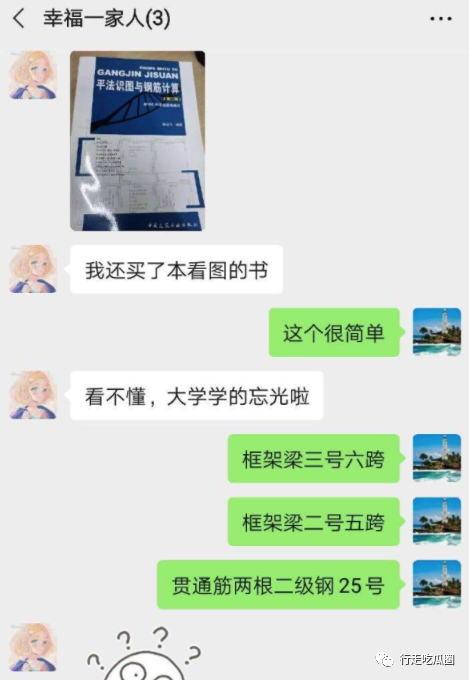 幸福一家人(3)
GANGJIN JISUAN
平法识图与钢筋计算
我还买了本看图的书
这个很简单
看不懂，大学学的忘光啦
框架梁三号六跨
框架梁二号五跨
贯通筋两根二级钢25号
? ? ? ?
行走吃瓜圈